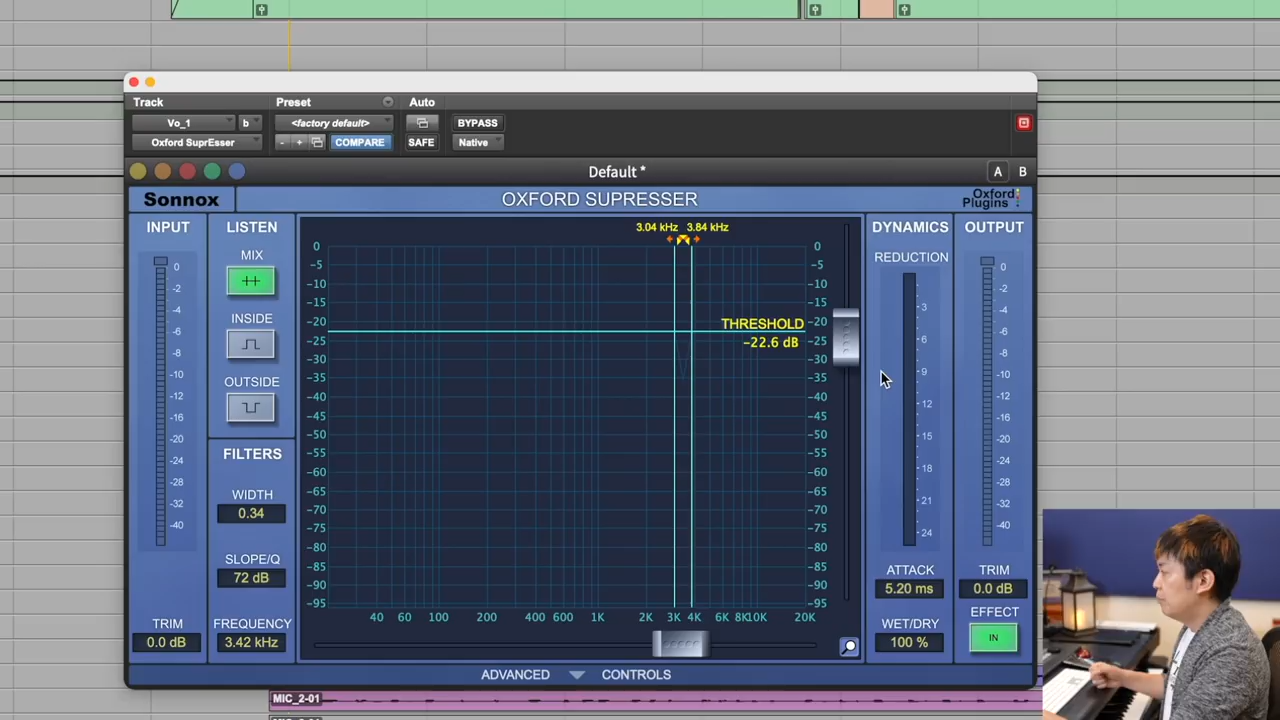 Track
Preset
Auto
Vo_1
b
<factory default>
BYPASS
Oxford SuprEsser
-
+
COMPARE
SAFE
Native
Default *
A
B
Sonnox
OXFORD SUPRESSER
Oxford Plugins
INPUT
0
-2
-4
-6
-8
-10
-12
-16
-20
-24
-28
-32
-40
TRIM
0.0 dB
LISTEN
MIX
INSIDE
OUTSIDE
FILTERS
WIDTH
0.34
SLOPE/Q
72 dB
FREQUENCY
3.42 kHz
3.04 kHz 3.84 kHz
0
-5
-10
-15
-20
-25
-30
-35
-40
-45
-50
-55
-60
-65
-70
-75
-80
-85
-90
-95
THRESHOLD
-22.6 dB
0
-5
-10
-15
-20
-25
-30
-35
-40
-45
-50
-55
-60
-65
-70
-75
-80
-85
-90
-95
40 60 100 200 400 600 1K 2K 3K 4K 6K 8K10K 20K
DYNAMICS
REDUCTION
3
6
9
12
15
18
21
24
ATTACK
5.20 ms
WET/DRY
100 %
OUTPUT
0
-2
-4
-6
-8
-10
-12
-16
-20
-24
-28
-32
-40
TRIM
0.0 dB
EFFECT
IN
ADVANCED CONTROLS
MIC_2-01